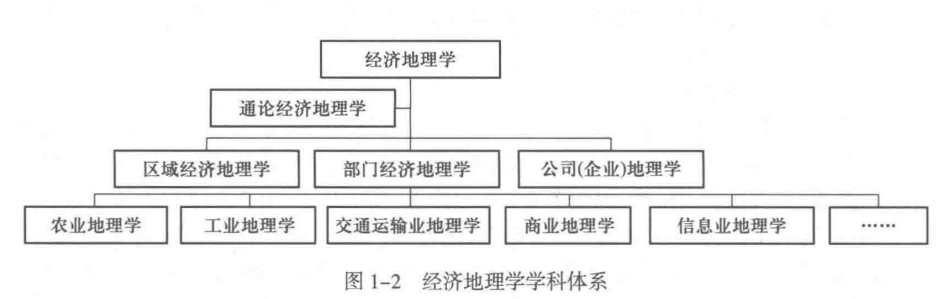 经济地理学
通论经济地理学
区域经济地理学 部门经济地理学 公司(企业)地理学
农业地理学 工业地理学 交通运输业地理学 商业地理学 信息业地理学 ……
图1-2 经济地理学学科体系